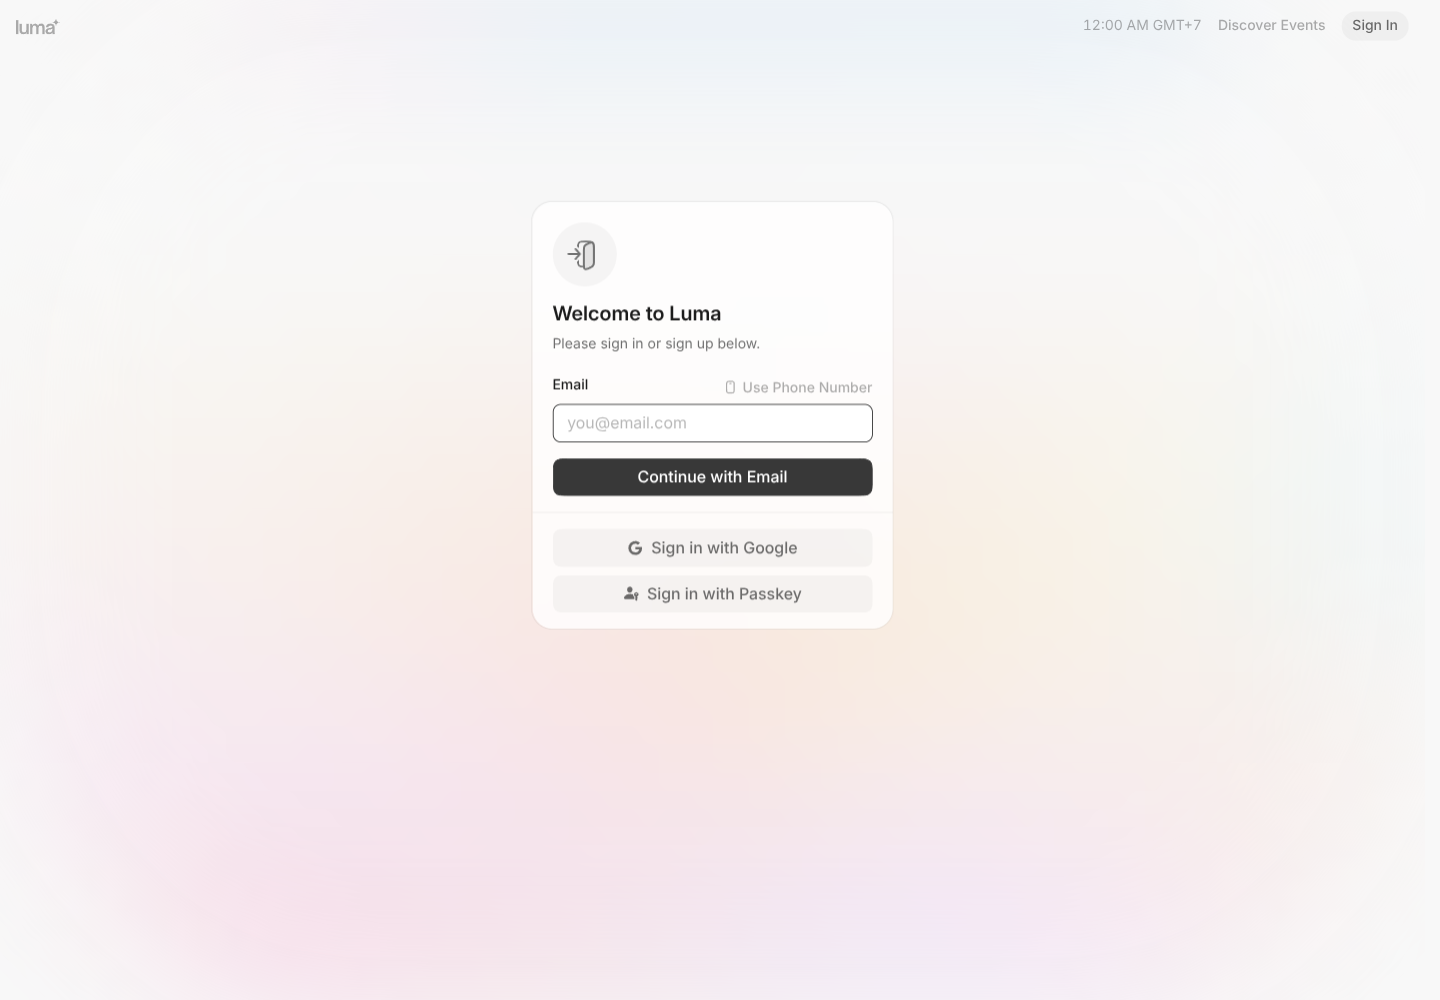 luma
12:00 AM GMT+7
Discover Events
Sign In
Welcome to Luma
Please sign in or sign up below.
Email
Use Phone Number
you@email.com
Continue with Email
Sign in with Google
Sign in with Passkey